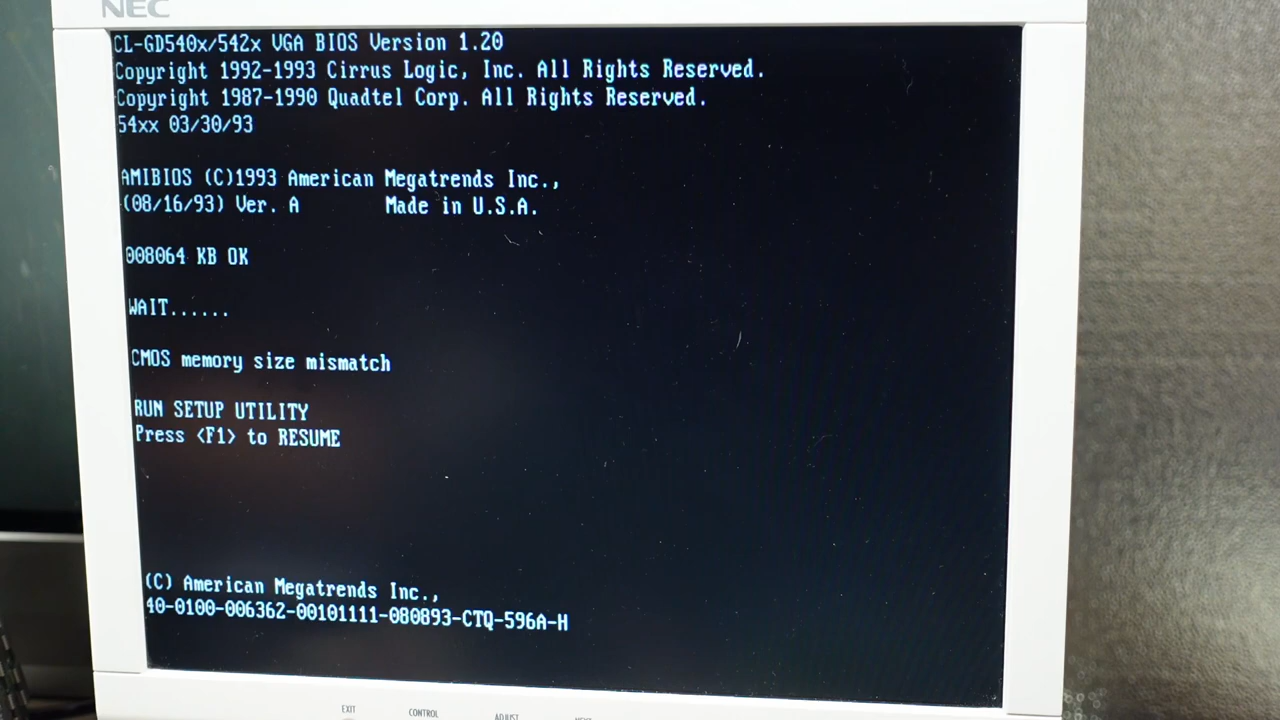 NEC
CL-GD540x/542x VGA BIOS Version 1.20
Copyright 1992-1993 Cirrus Logic, Inc. All Rights Reserved.
Copyright 1987-1990 Quadtel Corp. All Rights Reserved.
54xx 03/30/93
AMIBIOS (C)1993 American Megatrends Inc.,
(08/16/93) Ver. A Made in U.S.A.
008064 KB OK
WAIT......
CMOS memory size mismatch
RUN SETUP UTILITY
Press <F1> to RESUME
(C) American Megatrends Inc.,
40-0100-006362-00101111-080893-CTQ-596A-H
EXIT CONTROL ADJUST